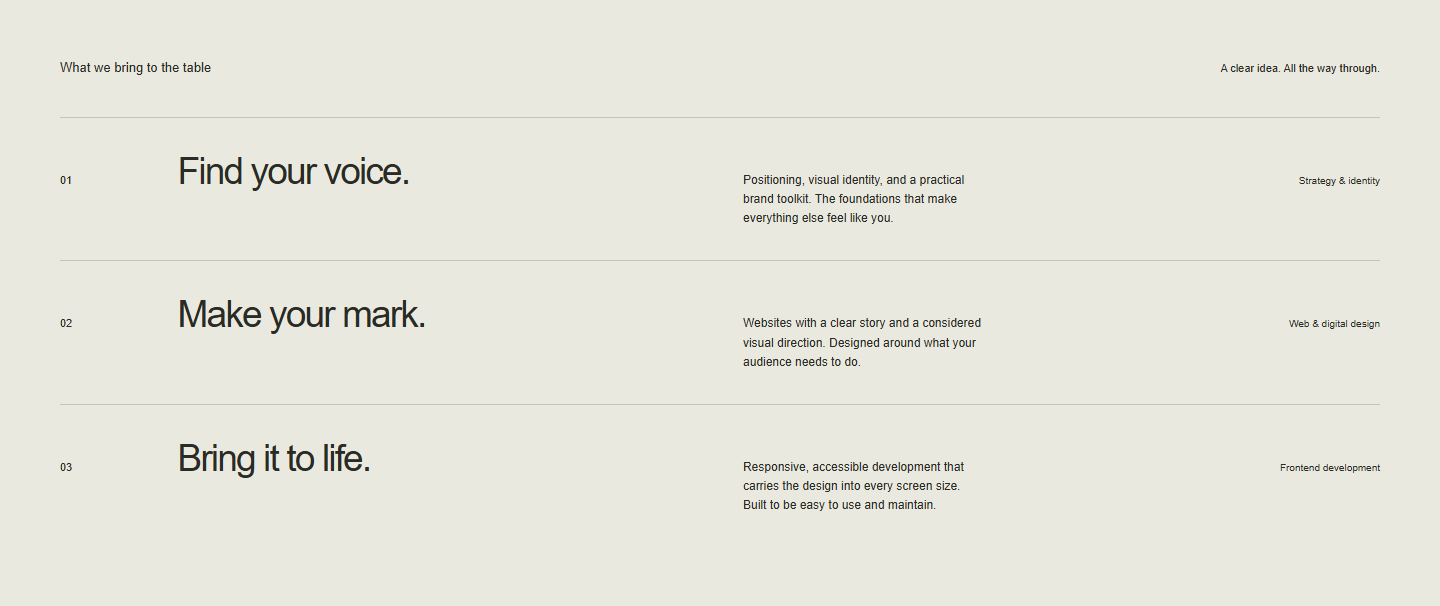 What we bring to the table
A clear idea. All the way through.
01
Find your voice.
Positioning, visual identity, and a practical
brand toolkit. The foundations that make
everything else feel like you.
Strategy & identity
02
Make your mark.
Websites with a clear story and a considered
visual direction. Designed around what your
audience needs to do.
Web & digital design
03
Bring it to life.
Responsive, accessible development that
carries the design into every screen size.
Built to be easy to use and maintain.
Frontend development